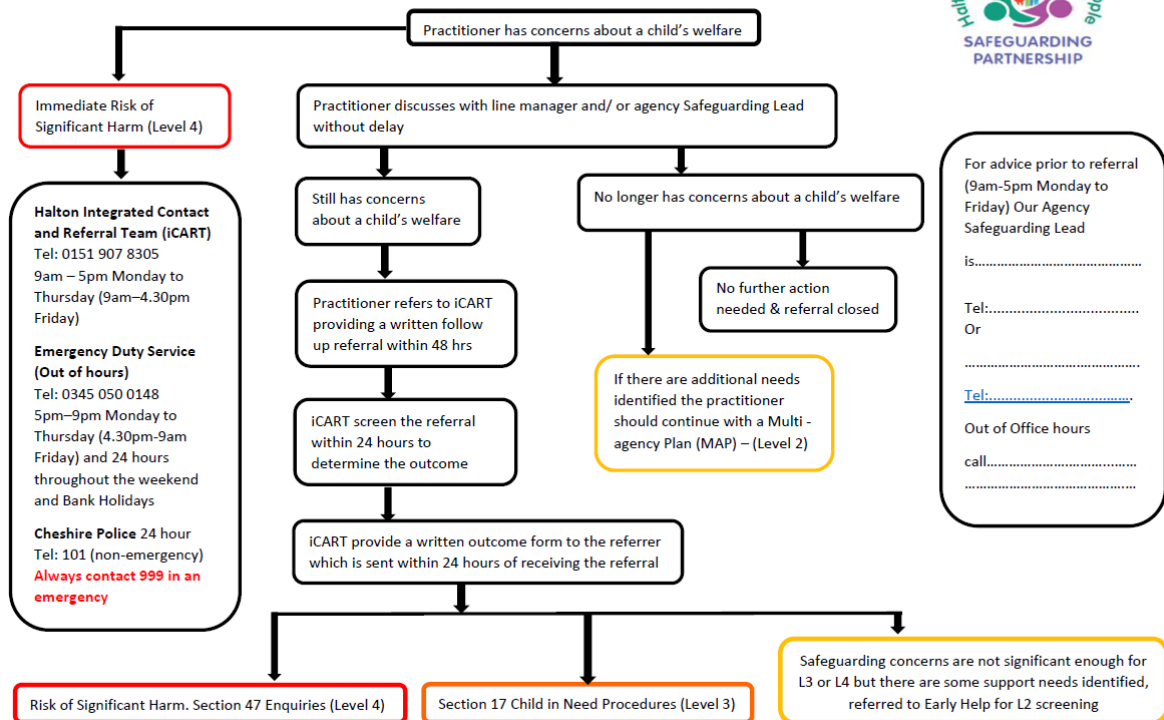 Practitioner has concerns about a child's welfare
Halt
ople
SAFEGUARDING
PARTNERSHIP
Immediate Risk of
Significant Harm (Level 4)
Practitioner discusses with line manager and/ or agency Safeguarding Lead
without delay
Halton Integrated Contact
and Referral Team (iCART)
Tel: 0151 907 8305
9am – 5pm Monday to
Thursday (9am–4.30pm
Friday)
Emergency Duty Service
(Out of hours)
Tel: 0345 050 0148
5pm–9pm Monday to
Thursday (4.30pm-9am
Friday) and 24 hours
throughout the weekend
and Bank Holidays
Cheshire Police 24 hour
Tel: 101 (non-emergency)
Always contact 999 in an
emergency
Still has concerns
about a child's welfare
No longer has concerns about a child's welfare
Practitioner refers to iCART
providing a written follow
up referral within 48 hrs
No further action
needed & referral closed
If there are additional needs
identified the practitioner
should continue with a Multi -
agency Plan (MAP) – (Level 2)
iCART screen the referral
within 24 hours to
determine the outcome
iCART provide a written outcome form to the referrer
which is sent within 24 hours of receiving the referral
For advice prior to referral
(9am-5pm Monday to
Friday) Our Agency
Safeguarding Lead
is……………………………………
Tel:...................................
Or
…………………………………….
Tel:……………………………….
Out of Office hours
call…………………………………
…………………………………….
Risk of Significant Harm. Section 47 Enquiries (Level 4)
Section 17 Child in Need Procedures (Level 3)
Safeguarding concerns are not significant enough for
L3 or L4 but there are some support needs identified,
referred to Early Help for L2 screening